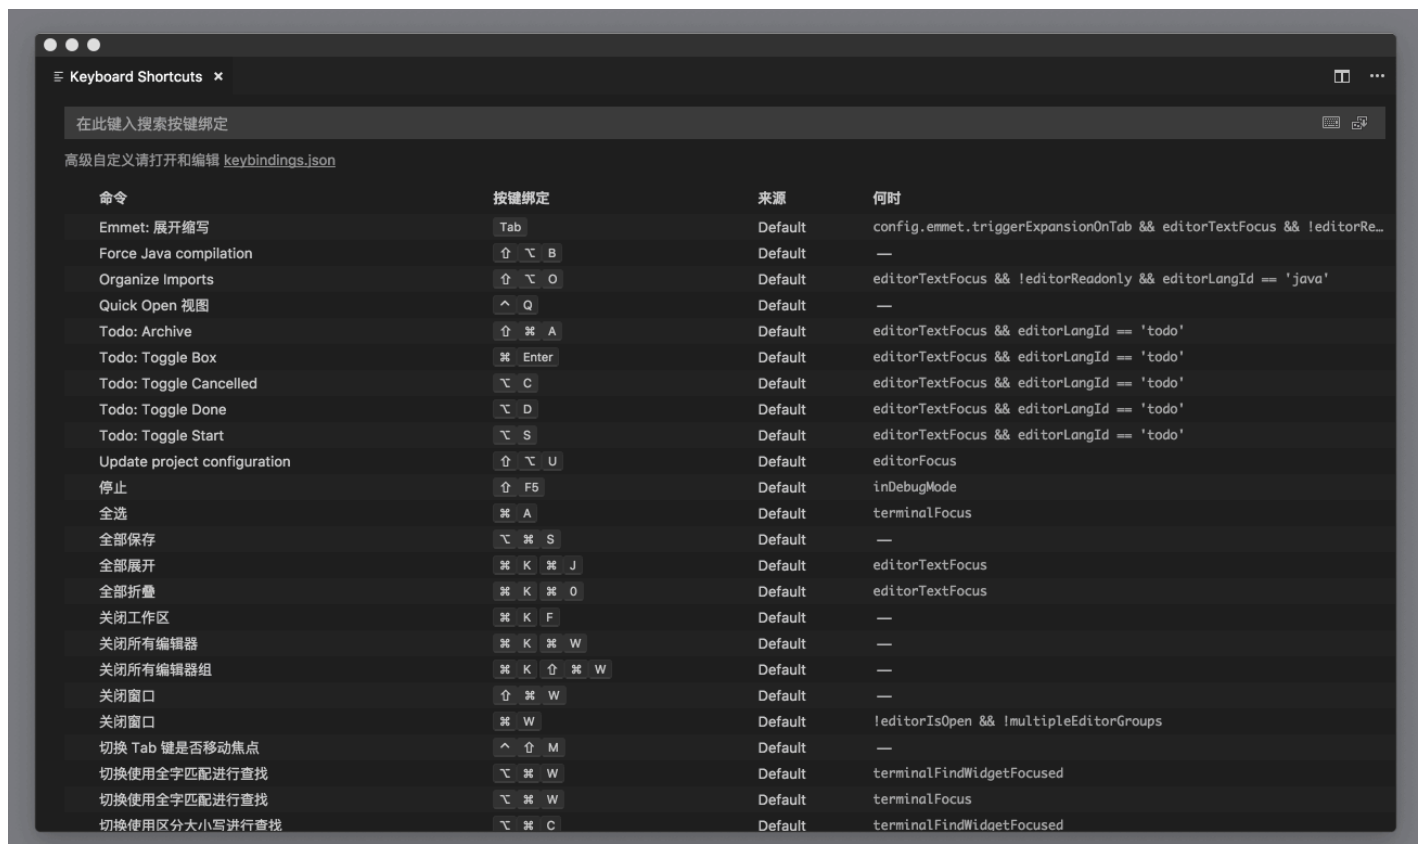 Keyboard Shortcuts ×
在此键入搜索按键绑定
高级自定义请打开和编辑 keybindings.json
命令 按键绑定 来源 何时
Emmet: 展开缩写 Tab Default config.emmet.triggerExpansionOnTab && editorTextFocus && !editorRe…
Force Java compilation ⇧ ⌥ B Default —
Organize Imports ⇧ ⌥ O Default editorTextFocus && !editorReadonly && editorLangId == 'java'
Quick Open 视图 ^ Q Default —
Todo: Archive ⇧ ⌘ A Default editorTextFocus && editorLangId == 'todo'
Todo: Toggle Box ⌘ Enter Default editorTextFocus && editorLangId == 'todo'
Todo: Toggle Cancelled ⌥ C Default editorTextFocus && editorLangId == 'todo'
Todo: Toggle Done ⌥ D Default editorTextFocus && editorLangId == 'todo'
Todo: Toggle Start ⌥ S Default editorTextFocus && editorLangId == 'todo'
Update project configuration ⇧ ⌥ U Default editorFocus
停止 ⇧ F5 Default inDebugMode
全选 ⌘ A Default terminalFocus
全部保存 ⌥ ⌘ S Default —
全部展开 ⌘ K ⌘ J Default editorTextFocus
全部折叠 ⌘ K ⌘ 0 Default editorTextFocus
关闭工作区 ⌘ K F Default —
关闭所有编辑器 ⌘ K ⌘ W Default —
关闭所有编辑器组 ⌘ K ⇧ ⌘ W Default —
关闭窗口 ⇧ ⌘ W Default —
关闭窗口 ⌘ W Default !editorIsOpen && !multipleEditorGroups
切换 Tab 键是否移动焦点 ^ ⇧ M Default —
切换使用全字匹配进行查找 ⌥ ⌘ W Default terminalFindWidgetFocused
切换使用全字匹配进行查找 ⌥ ⌘ W Default terminalFocus
切换使用区分大小写进行查找 ⌥ ⌘ C Default terminalFindWidgetFocused